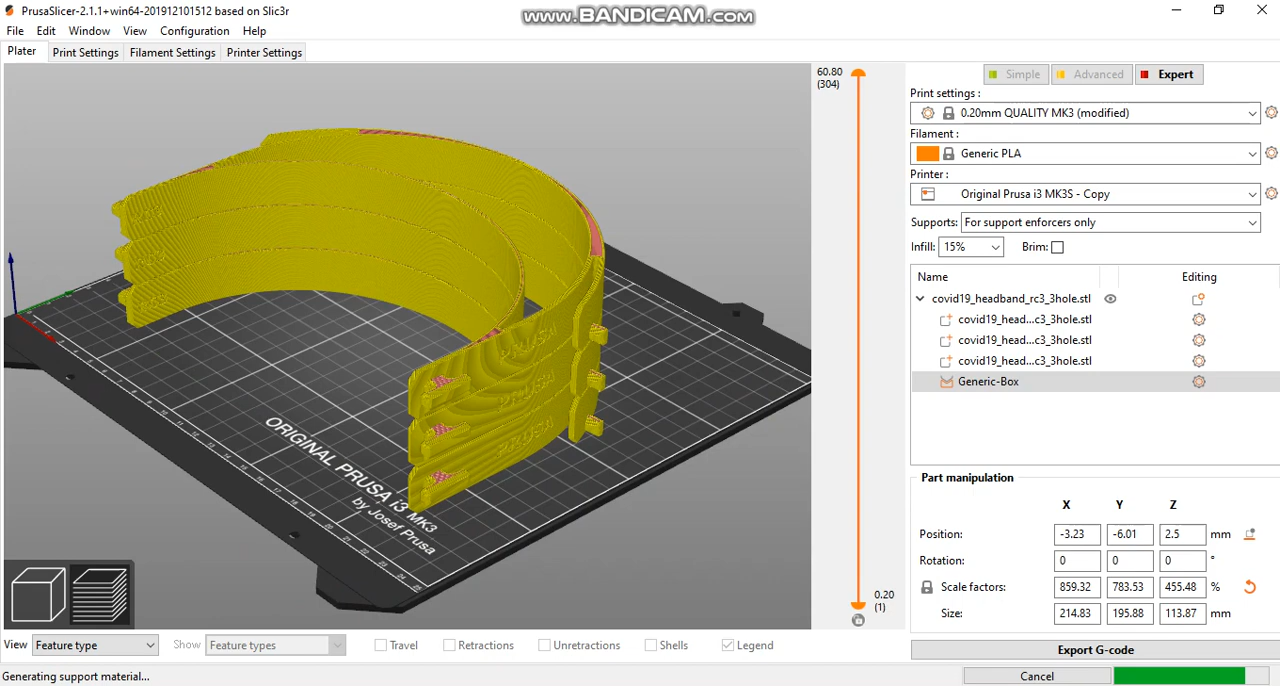 PrusaSlicer-2.1.1+win64-201912101512 based on Slic3r
www.BANDICAM.com
File Edit Window View Configuration Help
Plater Print Settings Filament Settings Printer Settings
60.80
(304)
Simple Advanced Expert
Print settings :
0.20mm QUALITY MK3 (modified)
Filament :
Generic PLA
Printer :
Original Prusa i3 MK3S - Copy
Supports: For support enforcers only
Infill: 15% Brim:
Name Editing
covid19_headband_rc3_3hole.stl
covid19_head...c3_3hole.stl
covid19_head...c3_3hole.stl
covid19_head...c3_3hole.stl
Generic-Box
PRUSA
PRUSA
PRUSA
ORIGINAL PRUSA i3 MK3
by Josef Prusa
Part manipulation
X Y Z
Position: -3.23 -6.01 2.5 mm
Rotation: 0 0 0 °
Scale factors: 859.32 783.53 455.48 %
Size: 214.83 195.88 113.87 mm
0.20
(1)
View Feature type Show Feature types Travel Retractions Unretractions Shells Legend
Export G-code
Generating support material... Cancel